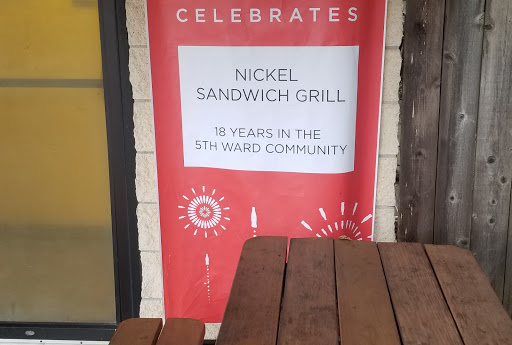 CELEBRATES
NICKEL
SANDWICH GRILL
18 YEARS IN THE
5TH WARD COMMUNITY